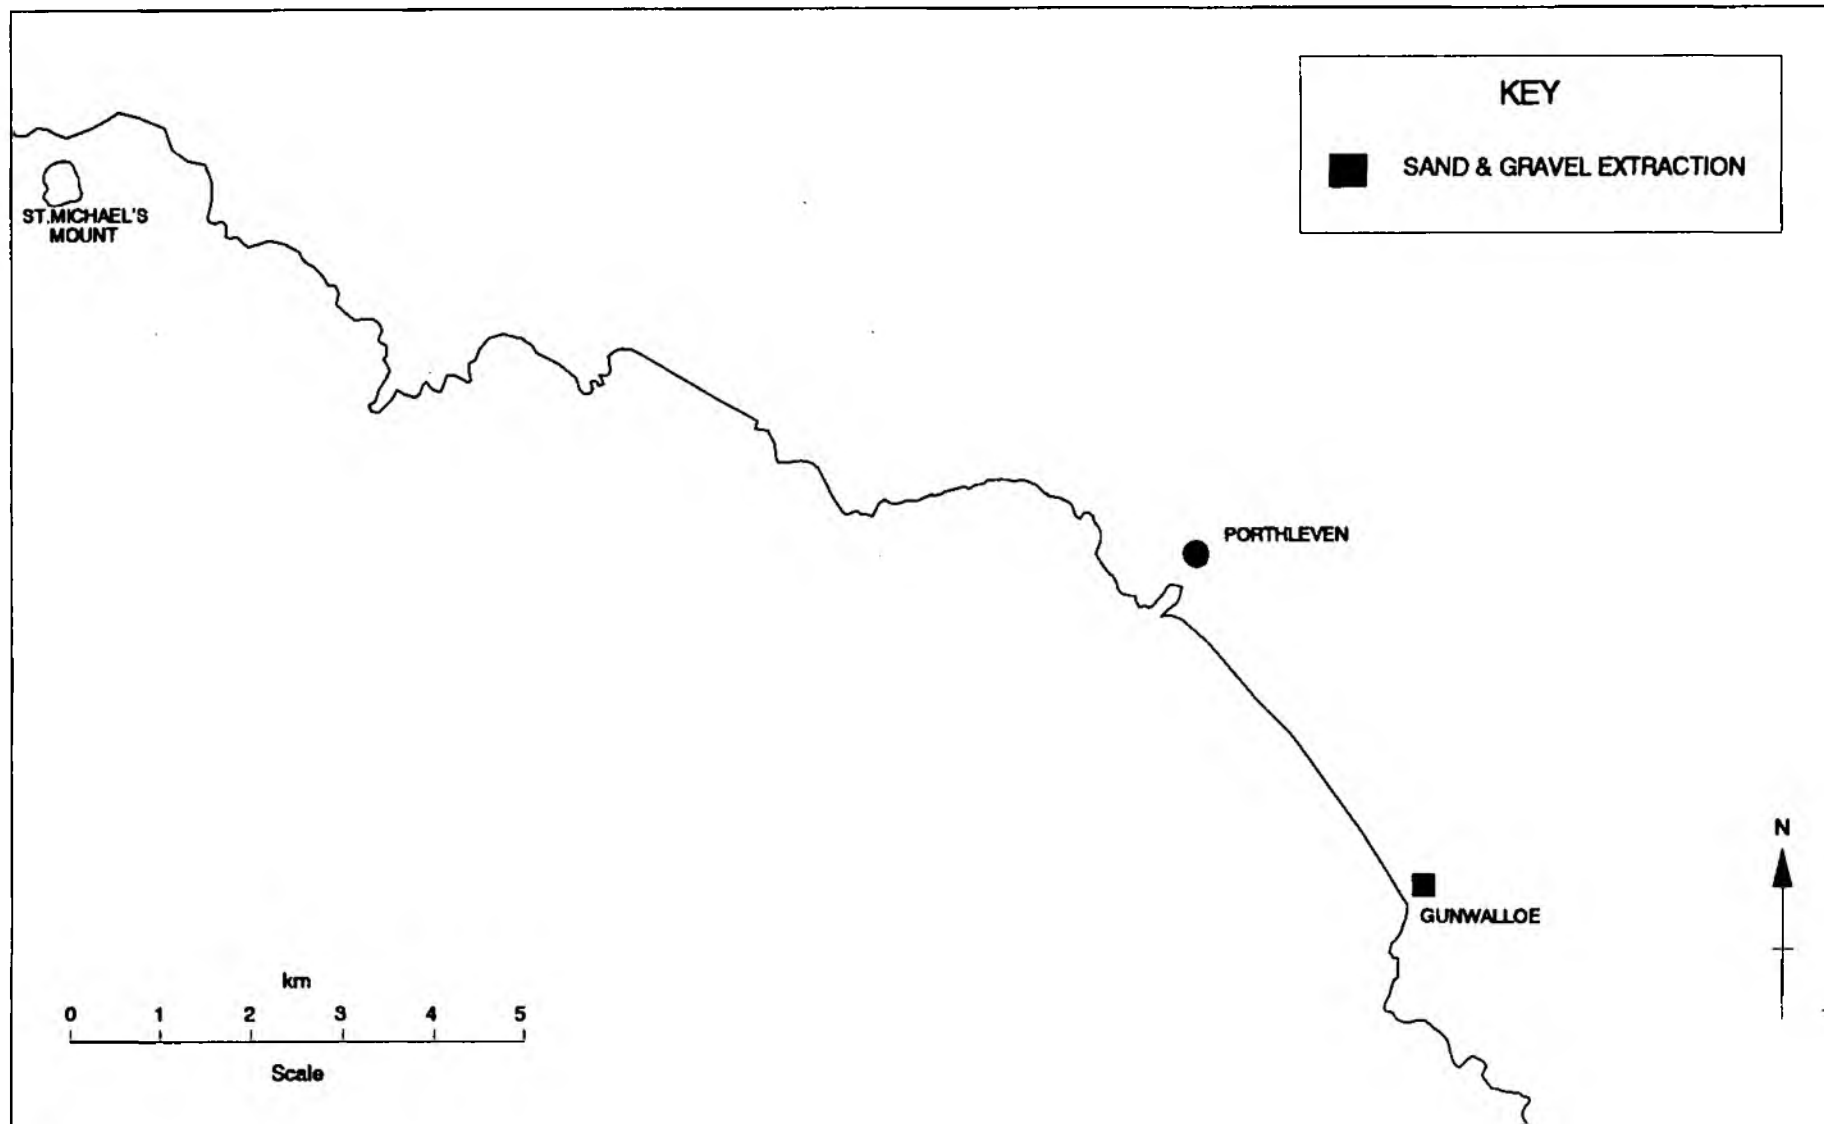 KEY
SAND & GRAVEL EXTRACTION
ST.MICHAEL'S
MOUNT
PORTHLEVEN
N
GUNWALLOE
km
0 1 2 3 4 5
Scale